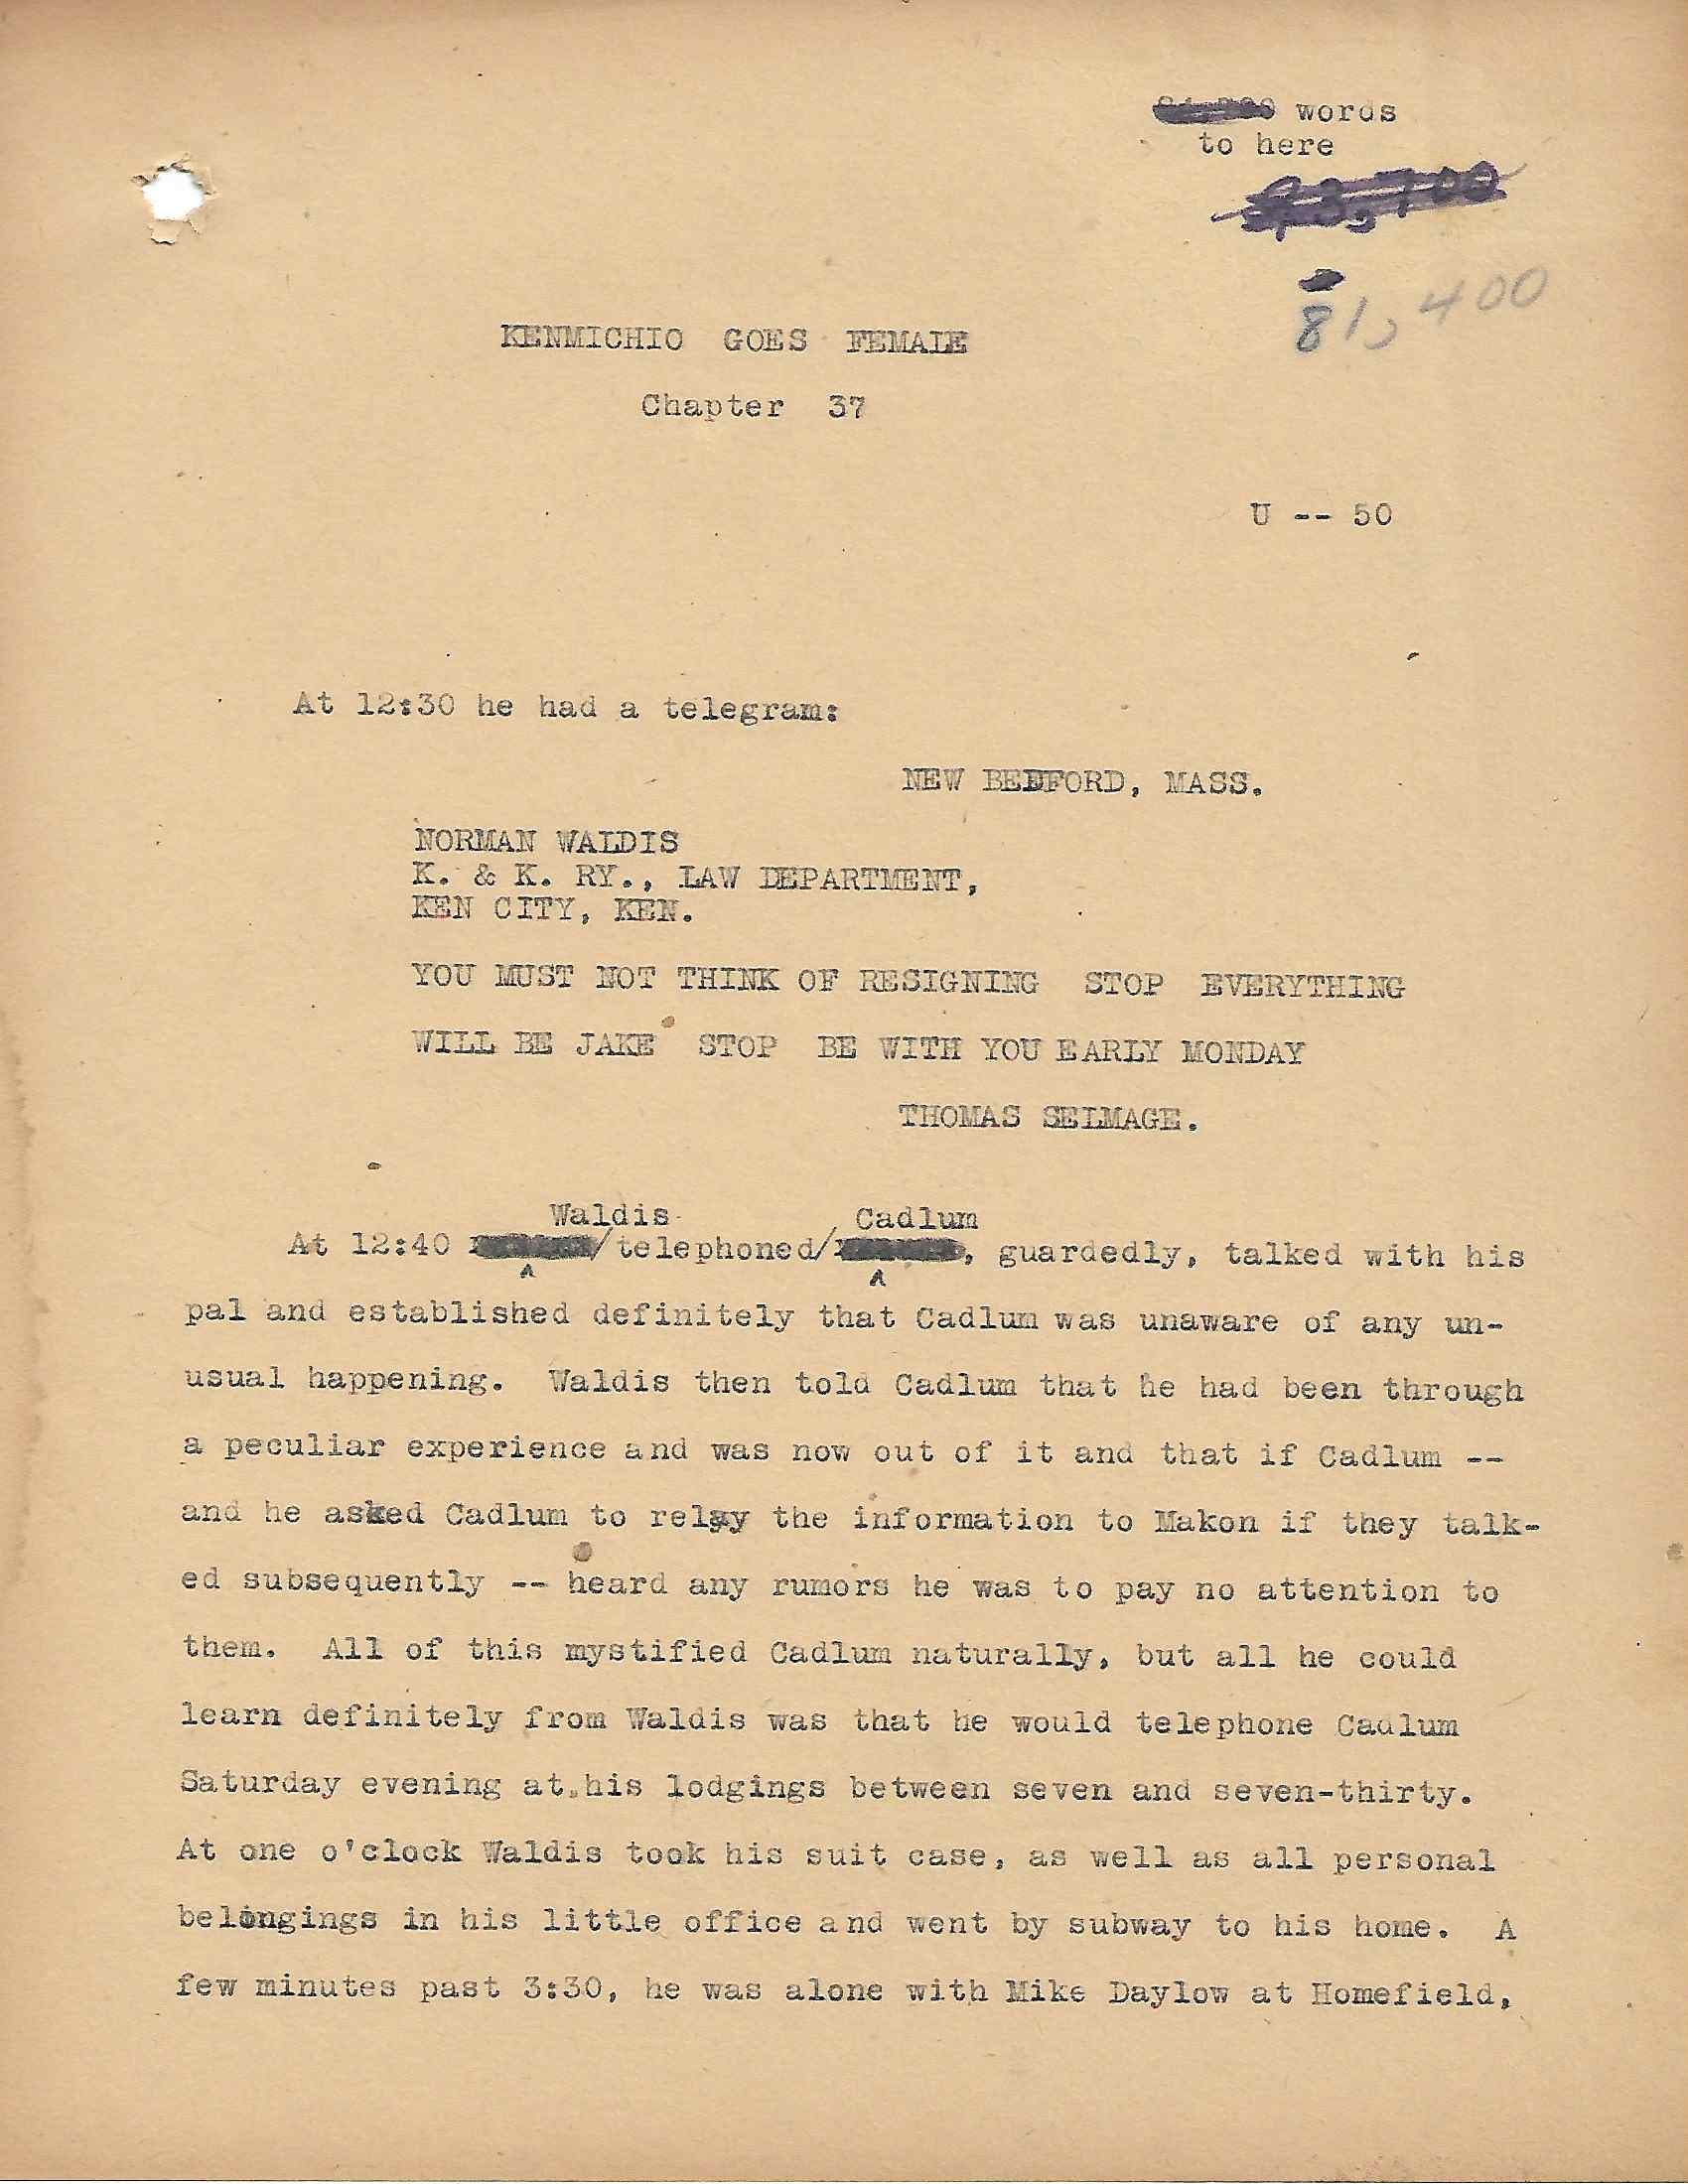 words
to here
83,700
81,400
KENMICHIO GOES FEMALE
Chapter 37
U -- 50
At 12:30 he had a telegram:
NEW BEDFORD, MASS.
NORMAN WALDIS
K. & K. RY., LAW DEPARTMENT,
KEN CITY, KEN.
YOU MUST NOT THINK OF RESIGNING STOP EVERYTHING
WILL BE JAKE STOP BE WITH YOU EARLY MONDAY
THOMAS SELMAGE.
Waldis Cadlum
At 12:40 / telephoned/ , guardedly, talked with his
pal and established definitely that Cadlum was unaware of any un-
usual happening. Waldis then told Cadlum that he had been through
a peculiar experience and was now out of it and that if Cadlum --
and he asked Cadlum to relay the information to Makon if they talk-
ed subsequently -- heard any rumors he was to pay no attention to
them. All of this mystified Cadlum naturally, but all he could
learn definitely from Waldis was that he would telephone Cadlum
Saturday evening at his lodgings between seven and seven-thirty.
At one o'clock Waldis took his suit case, as well as all personal
belongings in his little office and went by subway to his home. A
few minutes past 3:30, he was alone with Mike Daylow at Homefield,